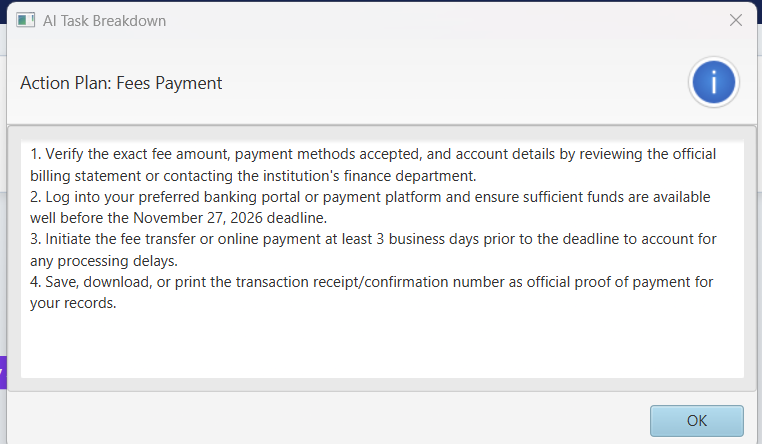 AI Task Breakdown
Action Plan: Fees Payment
1. Verify the exact fee amount, payment methods accepted, and account details by reviewing the official
billing statement or contacting the institution's finance department.
2. Log into your preferred banking portal or payment platform and ensure sufficient funds are available
well before the November 27, 2026 deadline.
3. Initiate the fee transfer or online payment at least 3 business days prior to the deadline to account for
any processing delays.
4. Save, download, or print the transaction receipt/confirmation number as official proof of payment for
your records.
OK